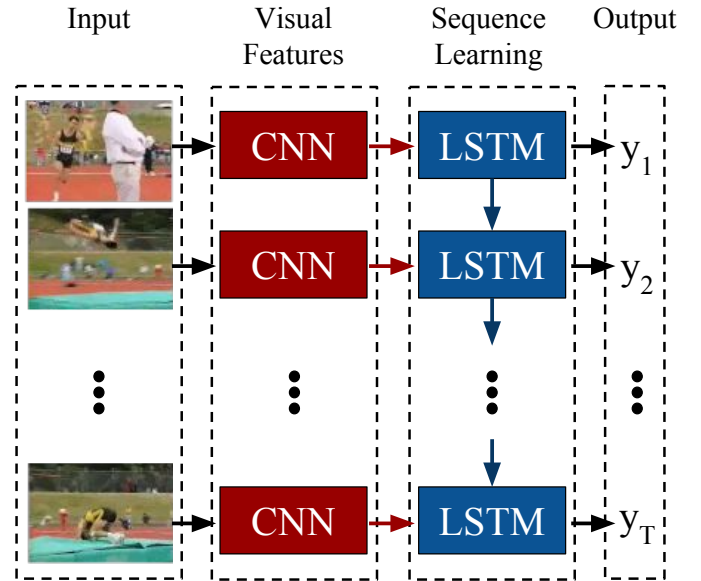 Input
Visual
Features
Sequence
Learning
Output
CNN
LSTM
y1
CNN
LSTM
y2
CNN
LSTM
yT